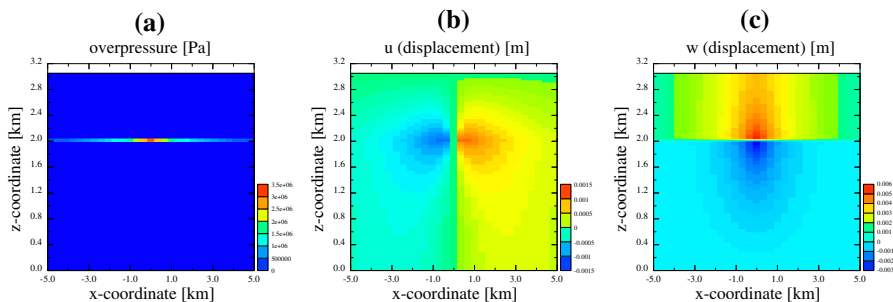 (a)
overpressure [Pa]
z-coordinate [km]
3.2
2.8
2.4
2.0
1.6
1.2
0.8
0.4
0.0
3.5e+06
3e+06
2.5e+06
2e+06
1.5e+06
1e+06
500000
0
-5.0 -3.0 -1.0 1.0 3.0 5.0
x-coordinate [km]
(b)
u (displacement) [m]
z-coordinate [km]
3.2
2.8
2.4
2.0
1.6
1.2
0.8
0.4
0.0
0.0015
0.001
0.0005
0
-0.0005
-0.001
-0.0015
-5.0 -3.0 -1.0 1.0 3.0 5.0
x-coordinate [km]
(c)
w (displacement) [m]
z-coordinate [km]
3.2
2.8
2.4
2.0
1.6
1.2
0.8
0.4
0.0
0.006
0.005
0.004
0.003
0.002
0.001
0
-0.001
-0.002
-0.003
-5.0 -3.0 -1.0 1.0 3.0 5.0
x-coordinate [km]